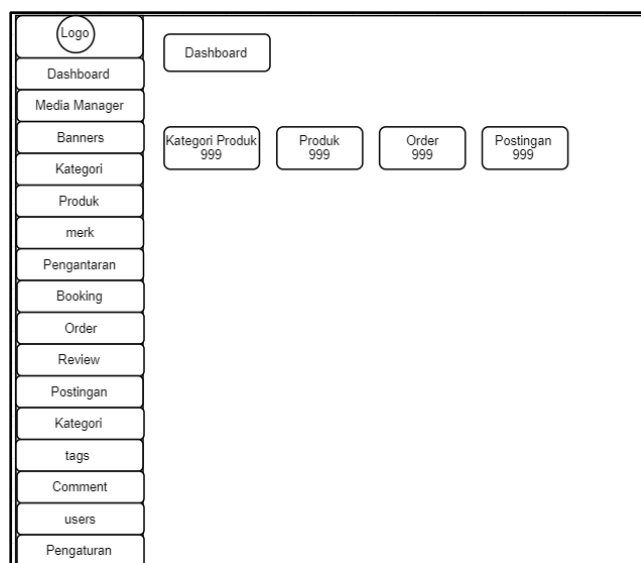 Logo
Dashboard
Media Manager
Banners
Kategori
Produk
merk
Pengantaran
Booking
Order
Review
Postingan
Kategori
tags
Comment
users
Pengaturan
Dashboard
Kategori Produk
999
Produk
999
Order
999
Postingan
999